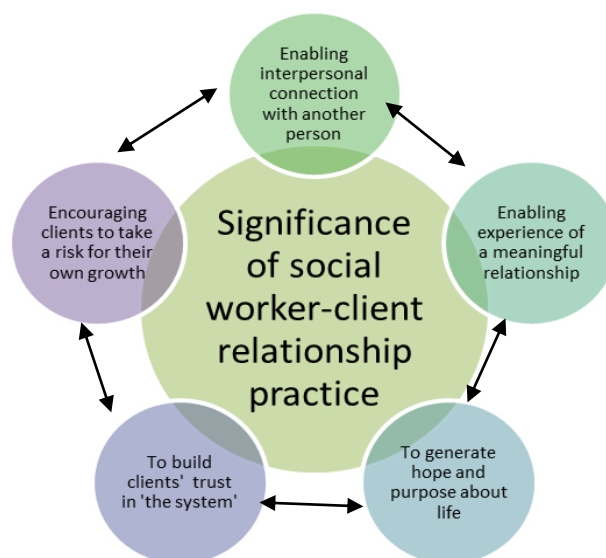 Enabling
interpersonal
connection
with another
person
Encouraging
clients to take
a risk for their
own growth
Significance
of social
worker-client
relationship
practice
Enabling
experience of
a meaningful
relationship
To build
clients' trust
in 'the system'
To generate
hope and
purpose about
life